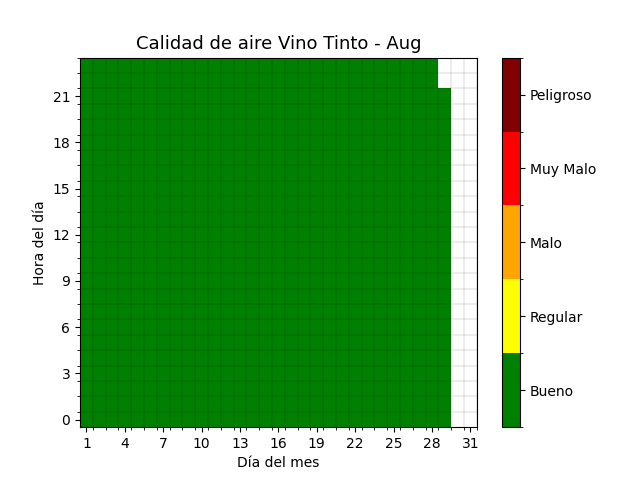 Calidad de aire Vino Tinto - Aug
Hora del día
21
18
15
12
9
6
3
0
1 4 7 10 13 16 19 22 25 28 31
Día del mes
Peligroso
Muy Malo
Malo
Regular
Bueno